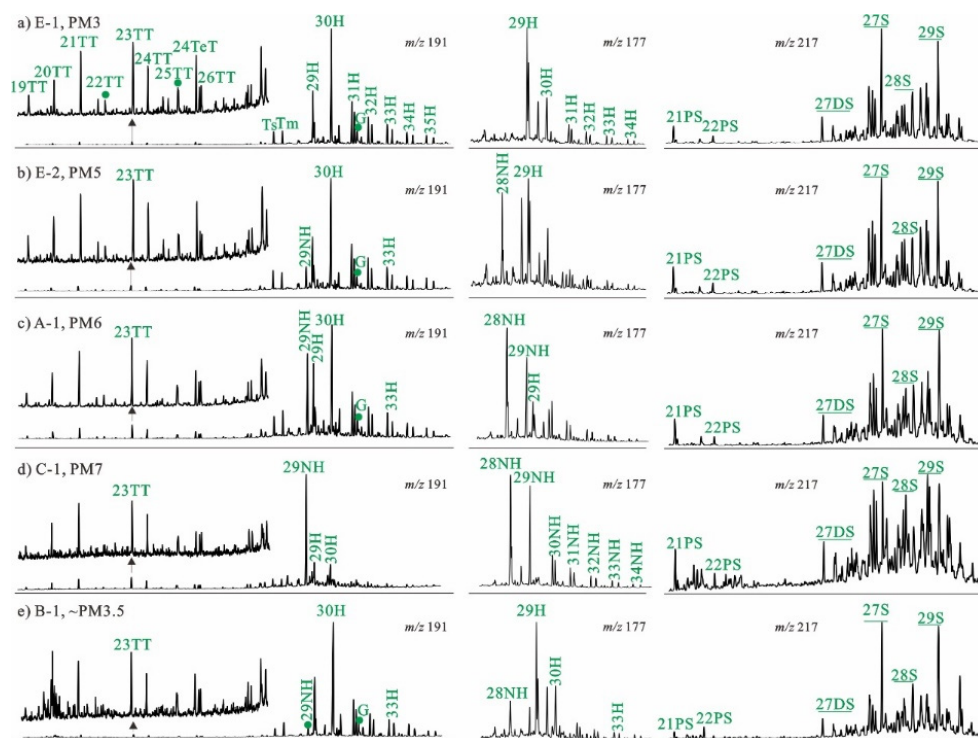 a) E-1, PM3
19TT 20TT 21TT 22TT 23TT 24TT 25TT 24TeT 26TT Ts Tm 29H 30H 31H G 32H 33H 34H 35H m/z 191
29H 30H 31H 32H 33H 34H m/z 177
21PS 22PS 27DS 27S 28S 29S m/z 217
b) E-2, PM5
23TT 29NH 30H G 33H m/z 191
28NH 29H m/z 177
21PS 22PS 27DS 27S 28S 29S m/z 217
c) A-1, PM6
23TT 29NH 29H 30H G 33H m/z 191
28NH 29NH 29H m/z 177
21PS 22PS 27DS 27S 28S 29S m/z 217
d) C-1, PM7
23TT 29NH 29H 30H m/z 191
28NH 29NH 30NH 31NH 32NH 33NH 34NH m/z 177
21PS 22PS 27DS 27S 28S 29S m/z 217
e) B-1, ~PM3.5
23TT 29NH 30H G 33H m/z 191
28NH 29H 30H 33H m/z 177
21PS 22PS 27DS 27S 28S 29S m/z 217